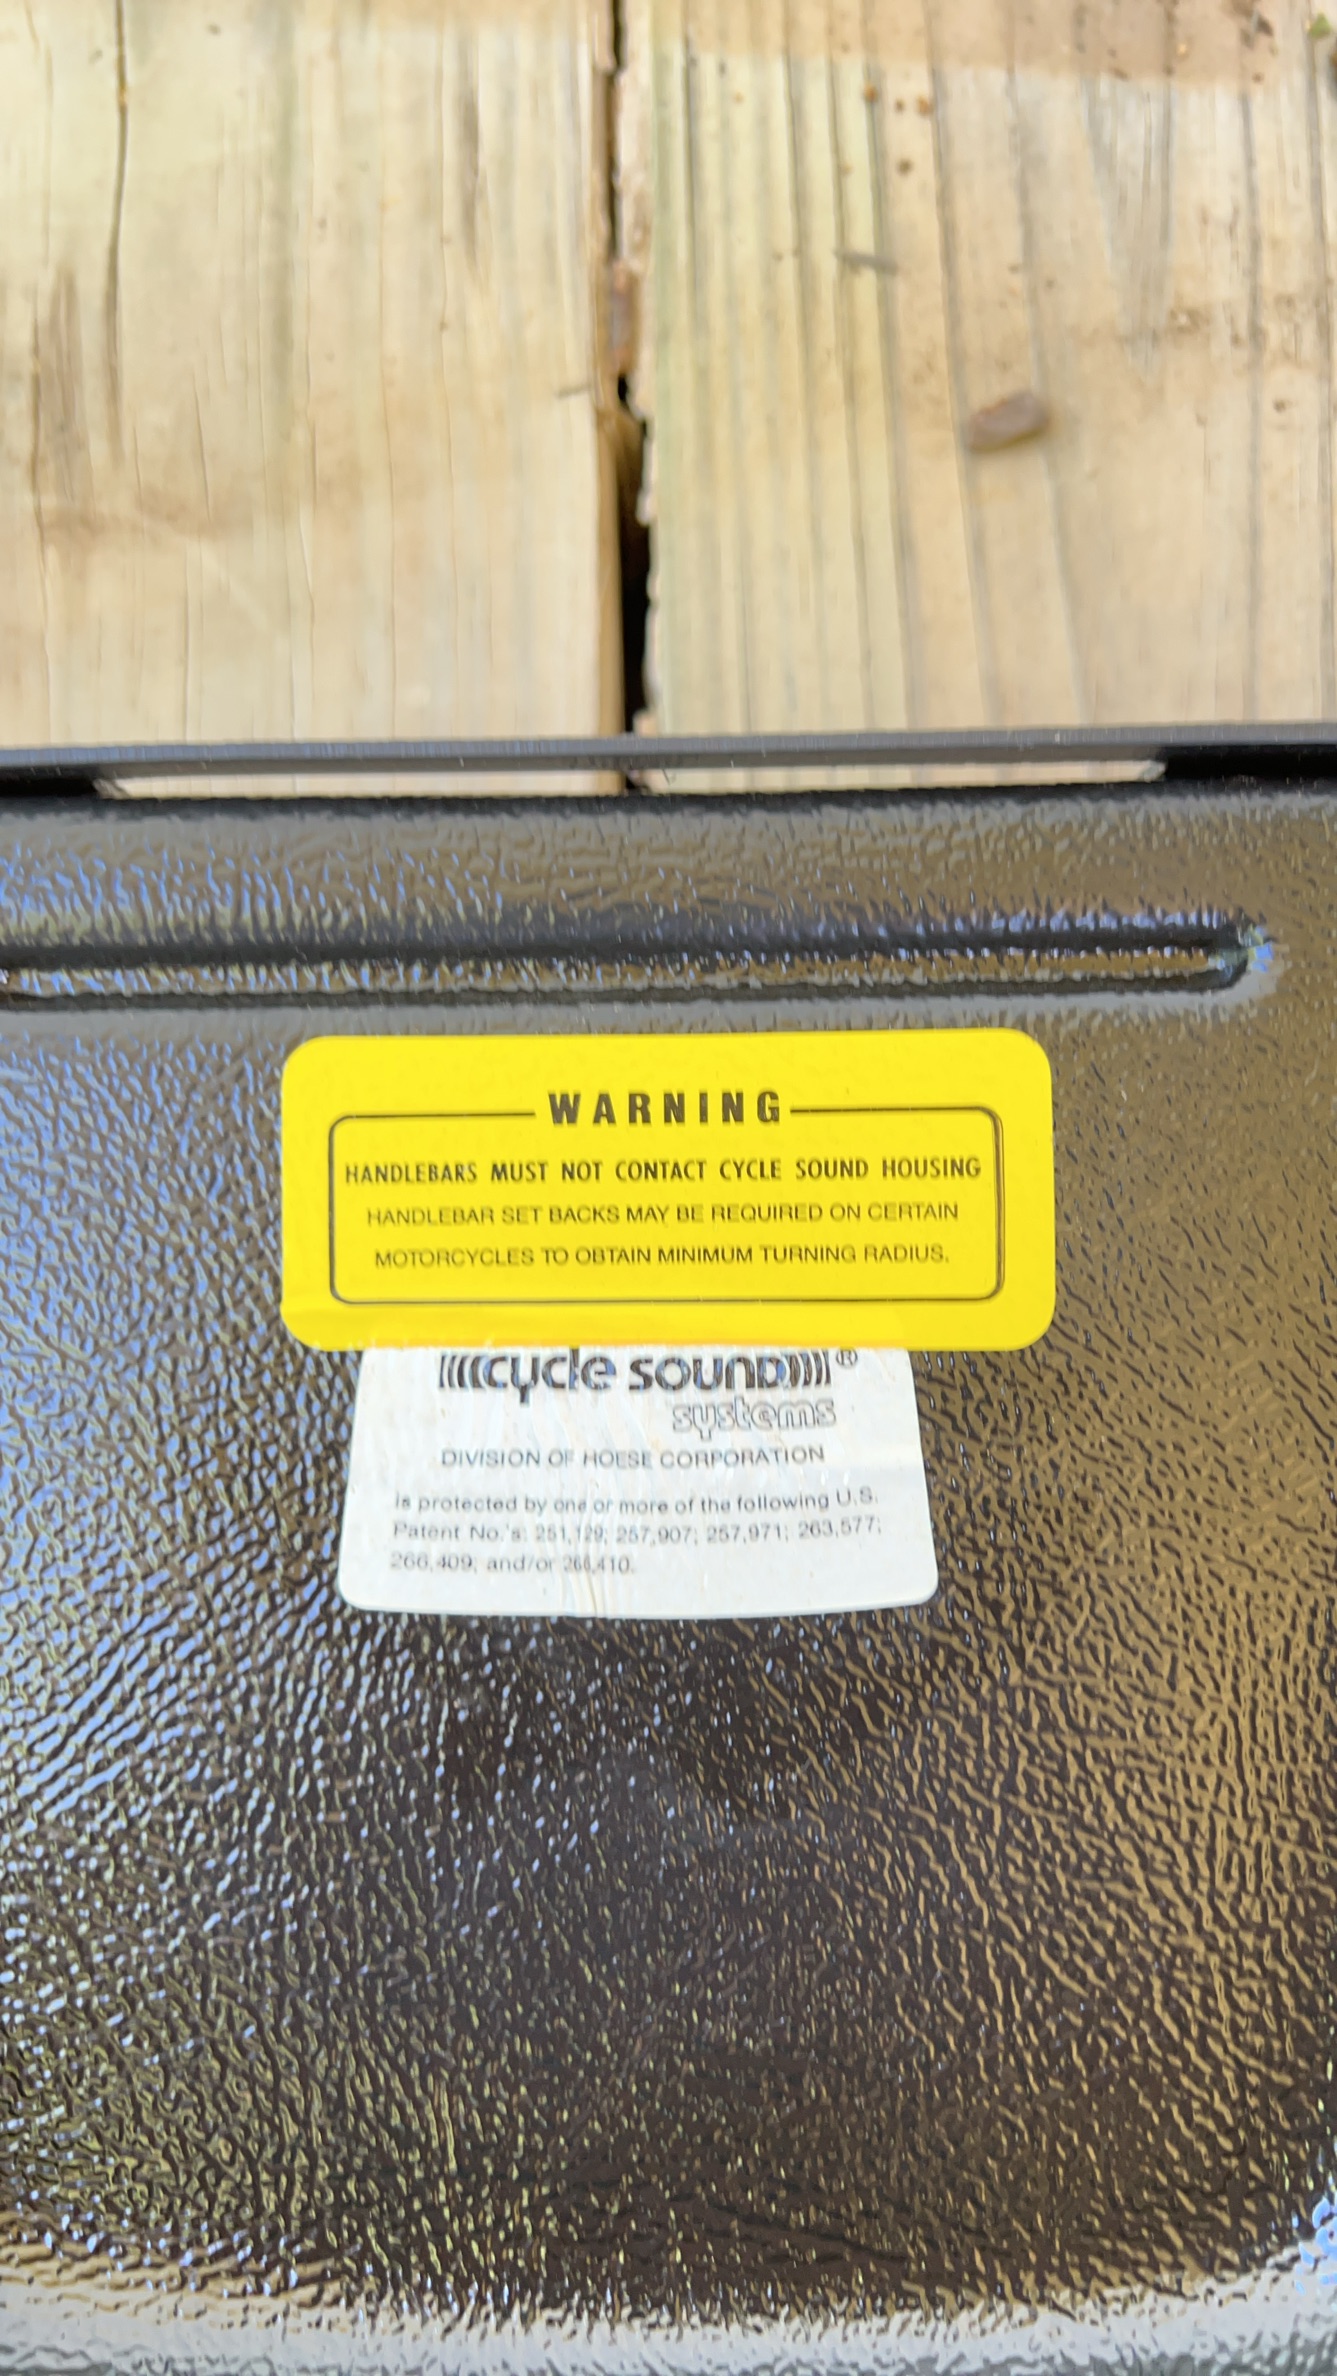 WARNING
HANDLEBARS MUST NOT CONTACT CYCLE SOUND HOUSING
HANDLEBAR SET BACKS MAY BE REQUIRED ON CERTAIN
MOTORCYCLES TO OBTAIN MINIMUM TURNING RADIUS.
cycle sound®
systems
DIVISION OF HOESE CORPORATION
is protected by one or more of the following U.S.
Patent No.'s: 251,129; 257,907; 257,971; 263,577;
266,409; and/or 266,410.